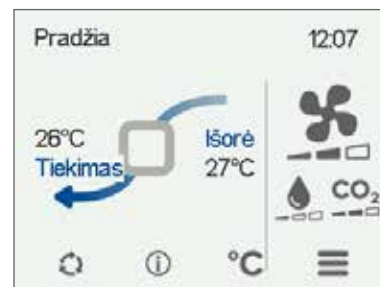 Pradžia 12:07
26°C Išorė
Tiekimas 27°C
CO₂
°C